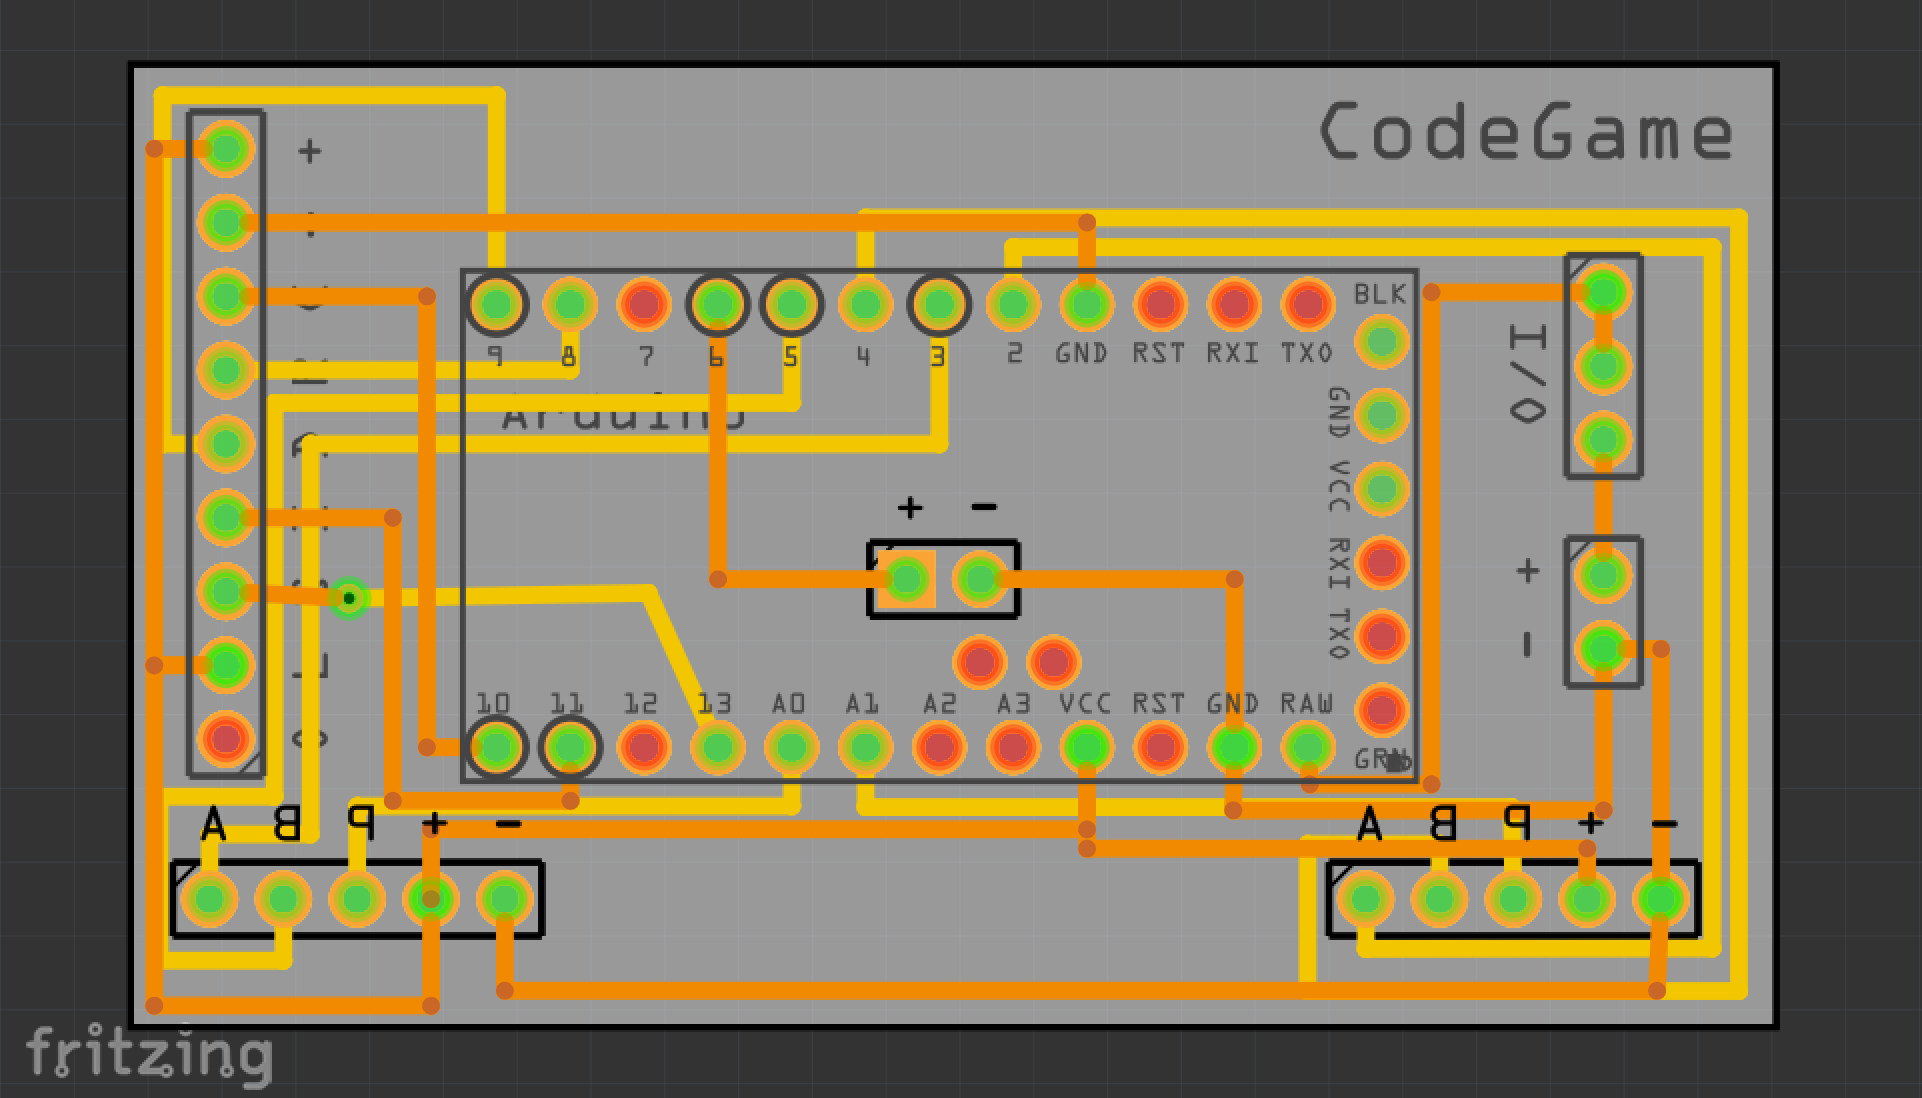 CodeGame
+
BLK
9 8 7 6 5 4 3 2 GND RST RXI TXO
I/O
Arduino
GND VCC RXI TXO
+ -
+ -
10 11 12 13 A0 A1 A2 A3 VCC RST GND RAW
A B P + -
A B P + -
fritzing